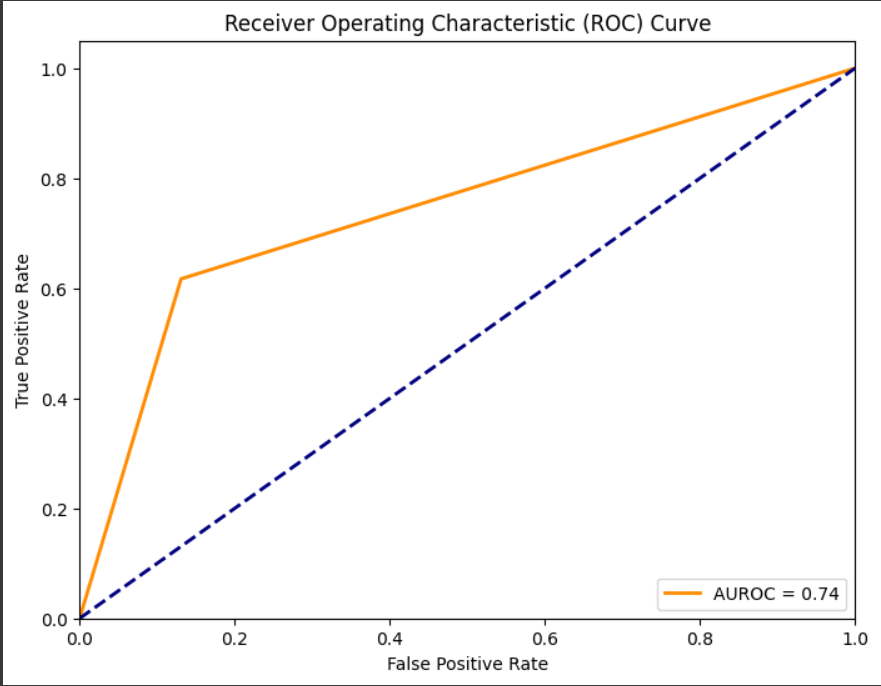 Receiver Operating Characteristic (ROC) Curve
True Positive Rate
1.0
0.8
0.6
0.4
0.2
0.0
AUROC = 0.74
0.0 0.2 0.4 0.6 0.8 1.0
False Positive Rate